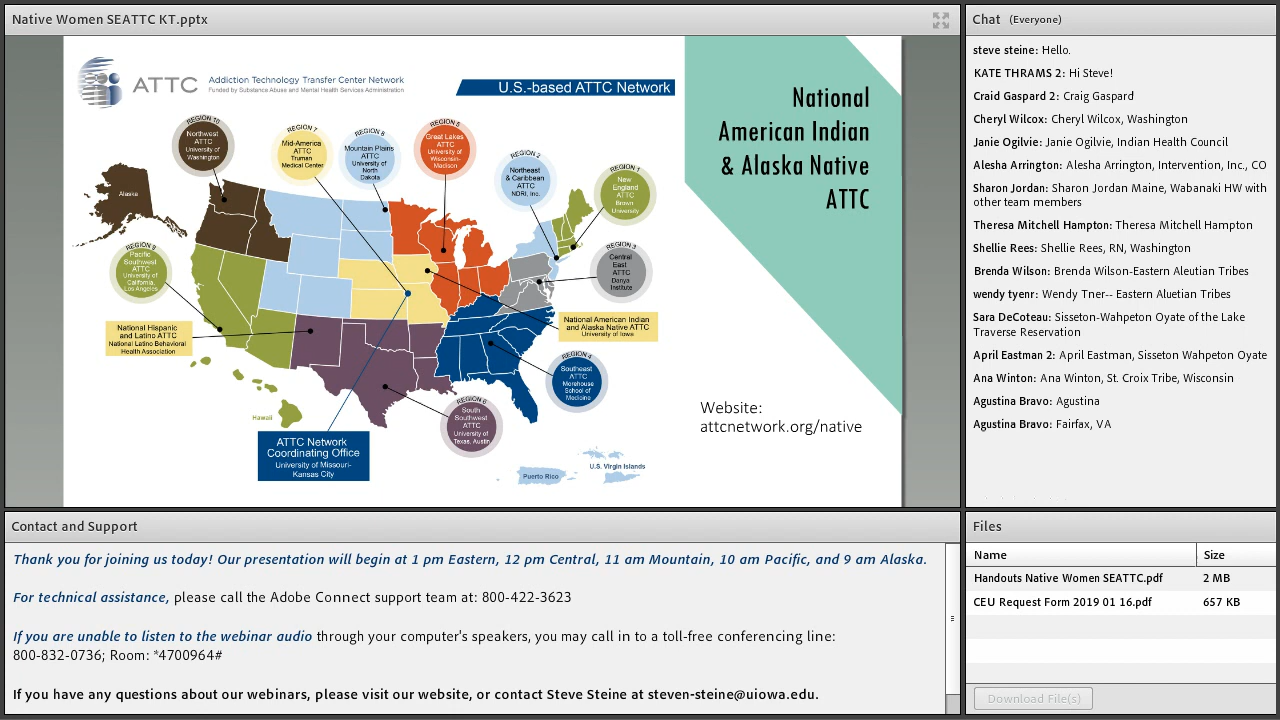 Native Women SEATTC KT.pptx
ATTC
Addiction Technology Transfer Center Network
Funded by Substance Abuse and Mental Health Services Administration
U.S.-based ATTC Network
National
American Indian
& Alaska Native
ATTC
REGION 10
Northwest
ATTC
University of
Washington
REGION 7
Mid-America
ATTC
Truman
Medical Center
REGION 8
Mountain Plains
ATTC
University of
North
Dakota
REGION 5
Great Lakes
ATTC
University of
Wisconsin-
Madison
REGION 2
Northeast
& Caribbean
ATTC
NDRI, Inc.
REGION 1
New
England
ATTC
Brown
University
Alaska
REGION 9
Pacific
Southwest
ATTC
University of
California,
Los Angeles
REGION 3
Central
East
ATTC
Danya
Institute
National Hispanic
and Latino ATTC
National Latino Behavioral
Health Association
National American Indian
and Alaska Native ATTC
University of Iowa
REGION 4
Southeast
ATTC
Morehouse
School of
Medicine
Hawaii
REGION 6
South
Southwest
ATTC
University of
Texas, Austin
ATTC Network
Coordinating Office
University of Missouri-
Kansas City
Puerto Rico
U.S. Virgin Islands
Website:
attcnetwork.org/native
Chat (Everyone)
steve steine: Hello.
KATE THRAMS 2: Hi Steve!
Craid Gaspard 2: Craig Gaspard
Cheryl Wilcox: Cheryl Wilcox, Washington
Janie Ogilvie: Janie Ogilvie, Indian Health Council
Alesha Arrington: Allesha Arrington, Intervention, Inc., CO
Sharon Jordan: Sharon Jordan Maine, Wabanaki HW with
other team members
Theresa Mitchell Hampton: Theresa Mitchell Hampton
Shellie Rees: Shellie Rees, RN, Washington
Brenda Wilson: Brenda Wilson-Eastern Aleutian Tribes
wendy tyenr: Wendy Tner-- Eastern Aluetian Tribes
Sara DeCoteau: Sisseton-Wahpeton Oyate of the Lake
Traverse Reservation
April Eastman 2: April Eastman, Sisseton Wahpeton Oyate
Ana Winton: Ana Winton, St. Croix Tribe, Wisconsin
Agustina Bravo: Agustina
Agustina Bravo: Fairfax, VA
Contact and Support
Thank you for joining us today! Our presentation will begin at 1 pm Eastern, 12 pm Central, 11 am Mountain, 10 am Pacific, and 9 am Alaska.
For technical assistance, please call the Adobe Connect support team at: 800-422-3623
If you are unable to listen to the webinar audio through your computer's speakers, you may call in to a toll-free conferencing line:
800-832-0736; Room: *4700964#
If you have any questions about our webinars, please visit our website, or contact Steve Steine at steven-steine@uiowa.edu.
Files
Name Size
Handouts Native Women SEATTC.pdf 2 MB
CEU Request Form 2019 01 16.pdf 657 KB
Download File(s)